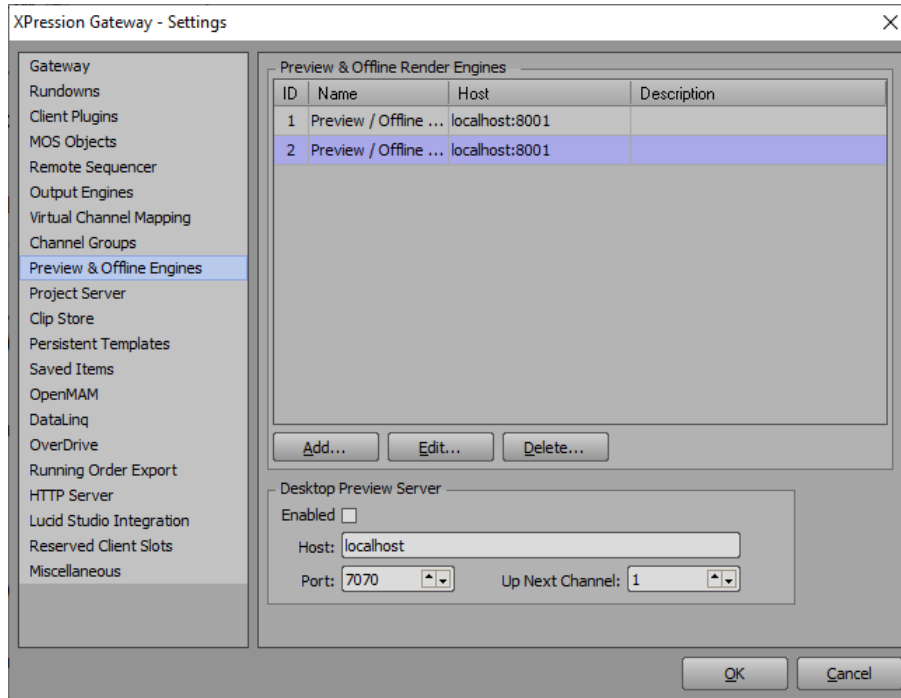 XPression Gateway - Settings
Gateway
Rundowns
Client Plugins
MOS Objects
Remote Sequencer
Output Engines
Virtual Channel Mapping
Channel Groups
Preview & Offline Engines
Project Server
Clip Store
Persistent Templates
Saved Items
OpenMAM
DataLinq
OverDrive
Running Order Export
HTTP Server
Lucid Studio Integration
Reserved Client Slots
Miscellaneous
Preview & Offline Render Engines
ID Name Host Description
1 Preview / Offline ... localhost:8001
2 Preview / Offline ... localhost:8001
Add... Edit... Delete...
Desktop Preview Server
Enabled
Host: localhost
Port: 7070 Up Next Channel: 1
OK Cancel